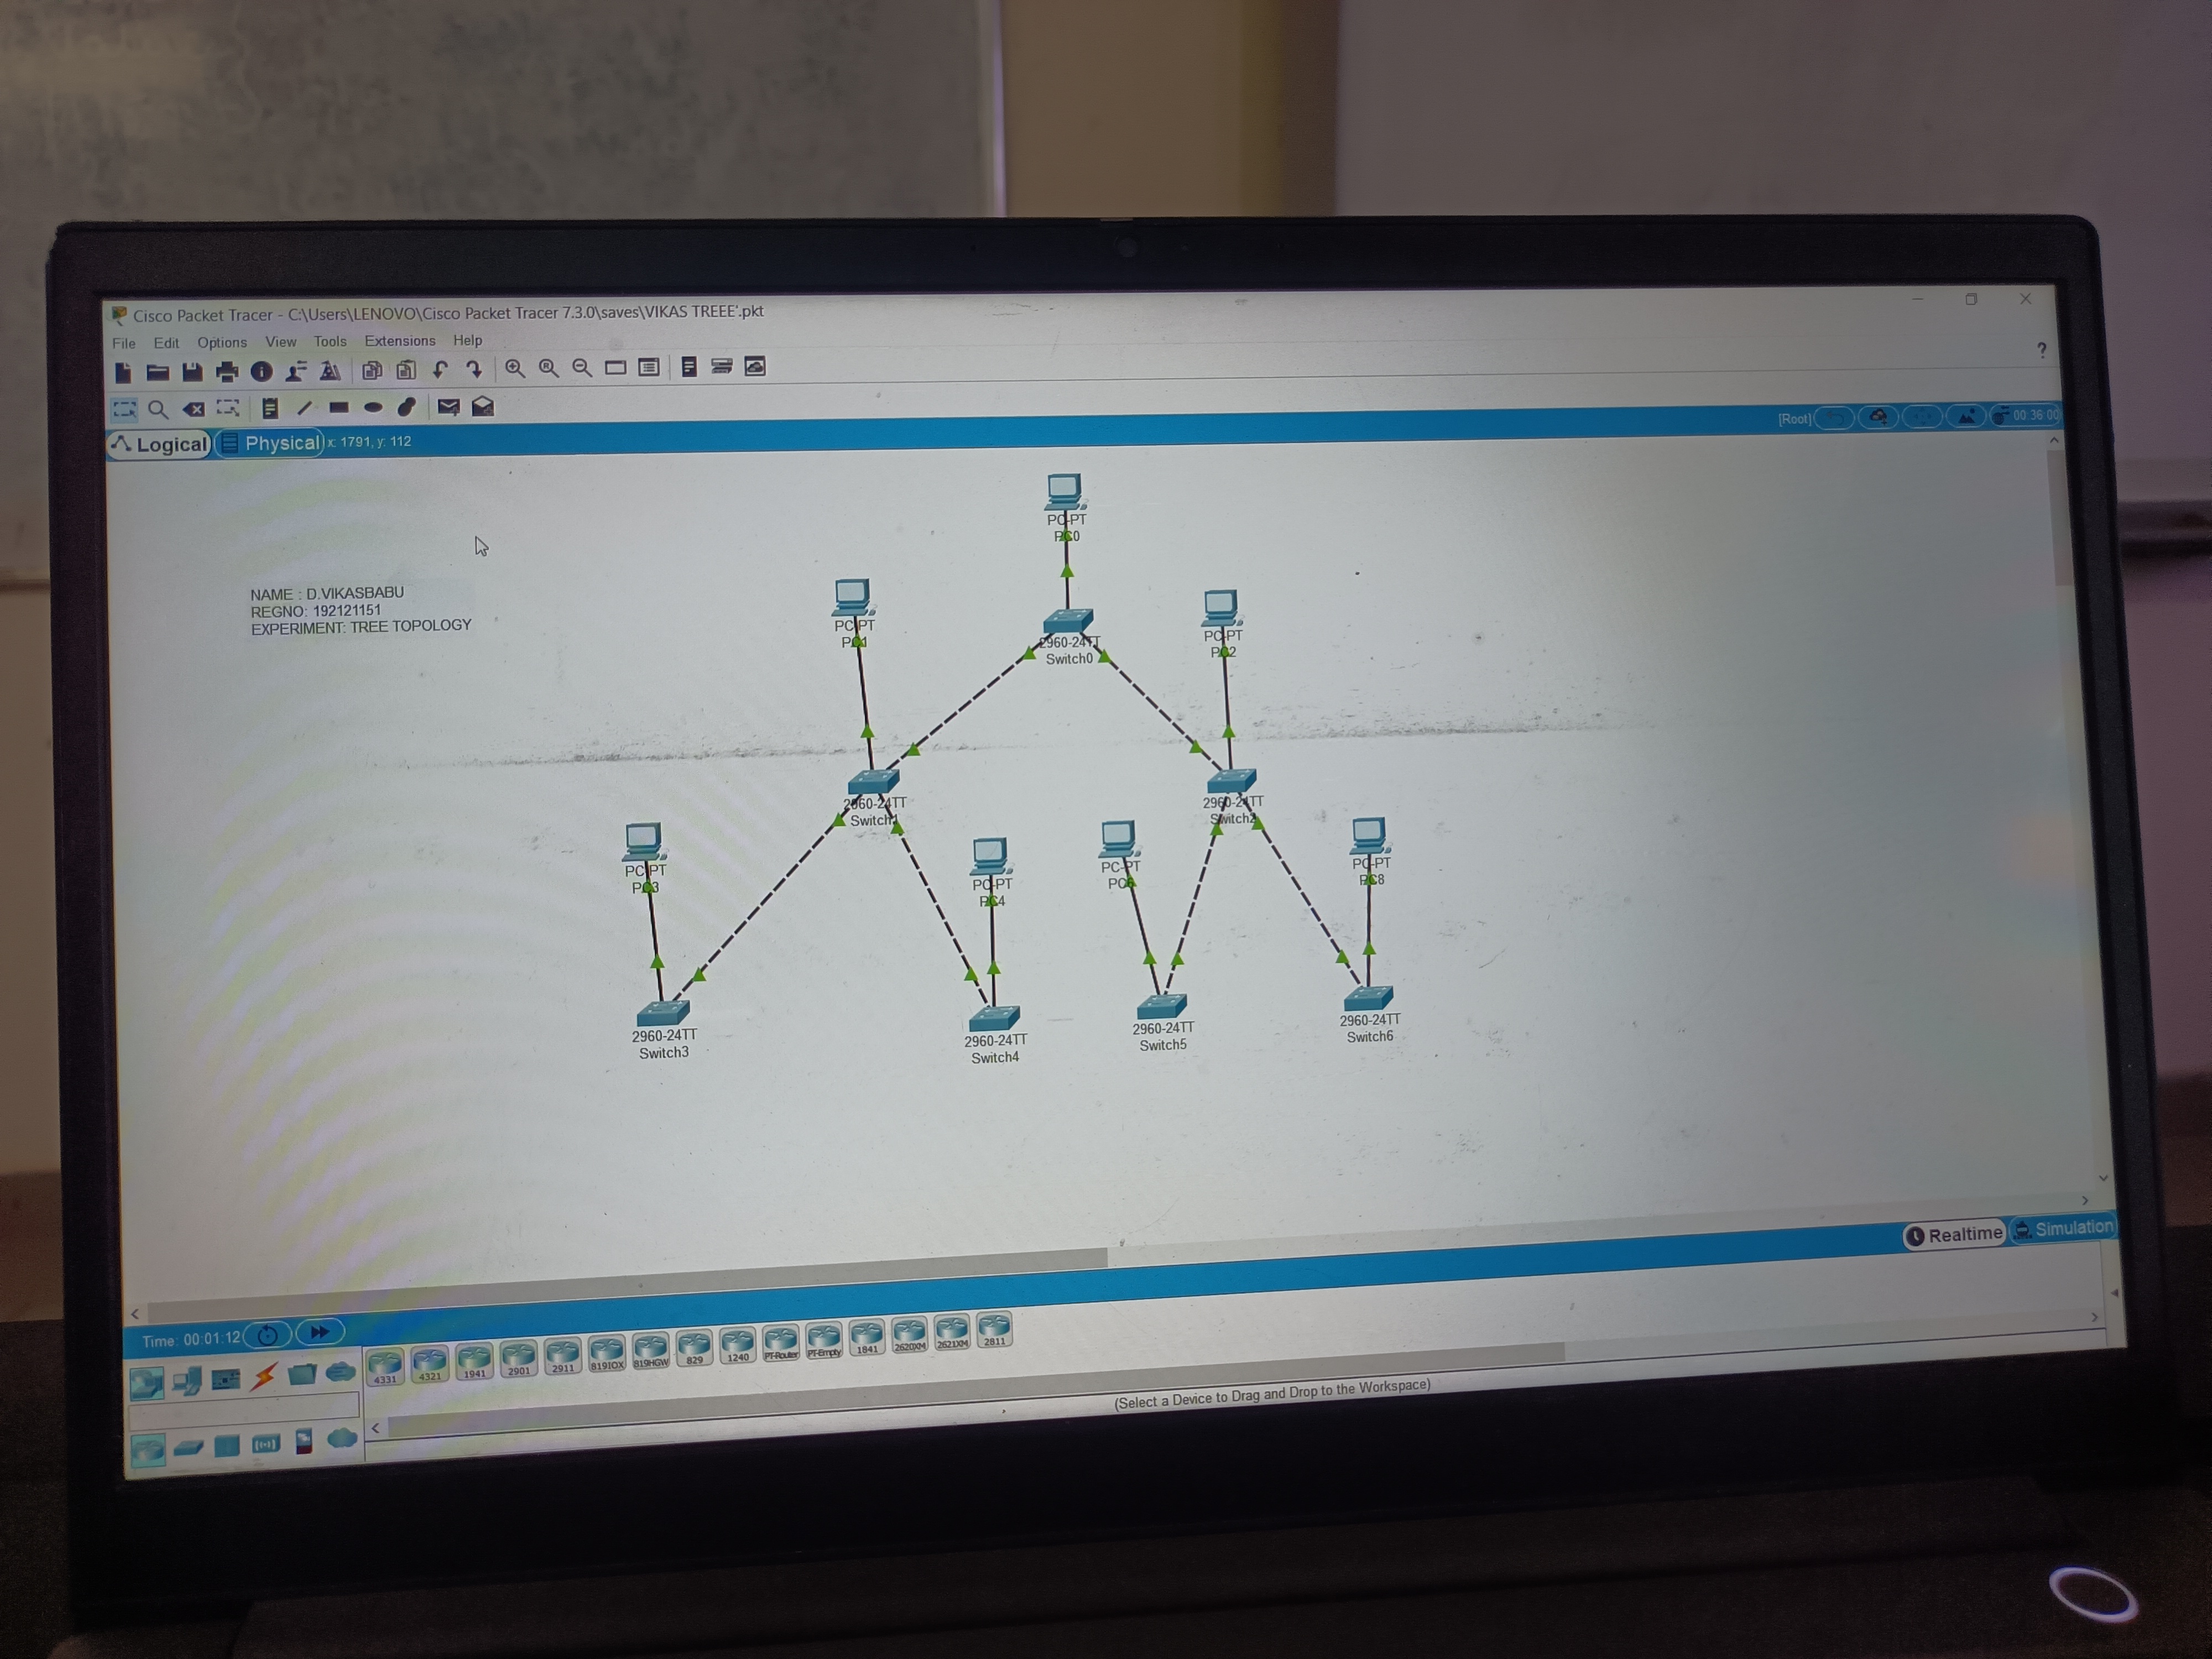 Cisco Packet Tracer - C:\Users\LENOVO\Cisco Packet Tracer 7.3.0\saves\VIKAS TREEE'.pkt
File Edit Options View Tools Extensions Help
?
[Root] 00:36:00
Logical Physical x: 1791, y: 112
PC-PT
PC0
NAME : D.VIKASBABU
REGNO: 192121151
EXPERIMENT: TREE TOPOLOGY
PC-PT
PC1
2960-24TT
Switch0
PC-PT
PC2
2960-24TT
Switch1
2960-24TT
Switch2
PC-PT
PC3
PC-PT
PC4
PC-PT
PC-PT
PC8
2960-24TT
Switch3
2960-24TT
Switch4
2960-24TT
Switch5
2960-24TT
Switch6
Realtime Simulation
Time: 00:01:12
4331 4321 1941 2901 2911 819IOX 819HGW 829 1240 PT-Router PT-Empty 1841 2620XM 2621XM 2811
(Select a Device to Drag and Drop to the Workspace)